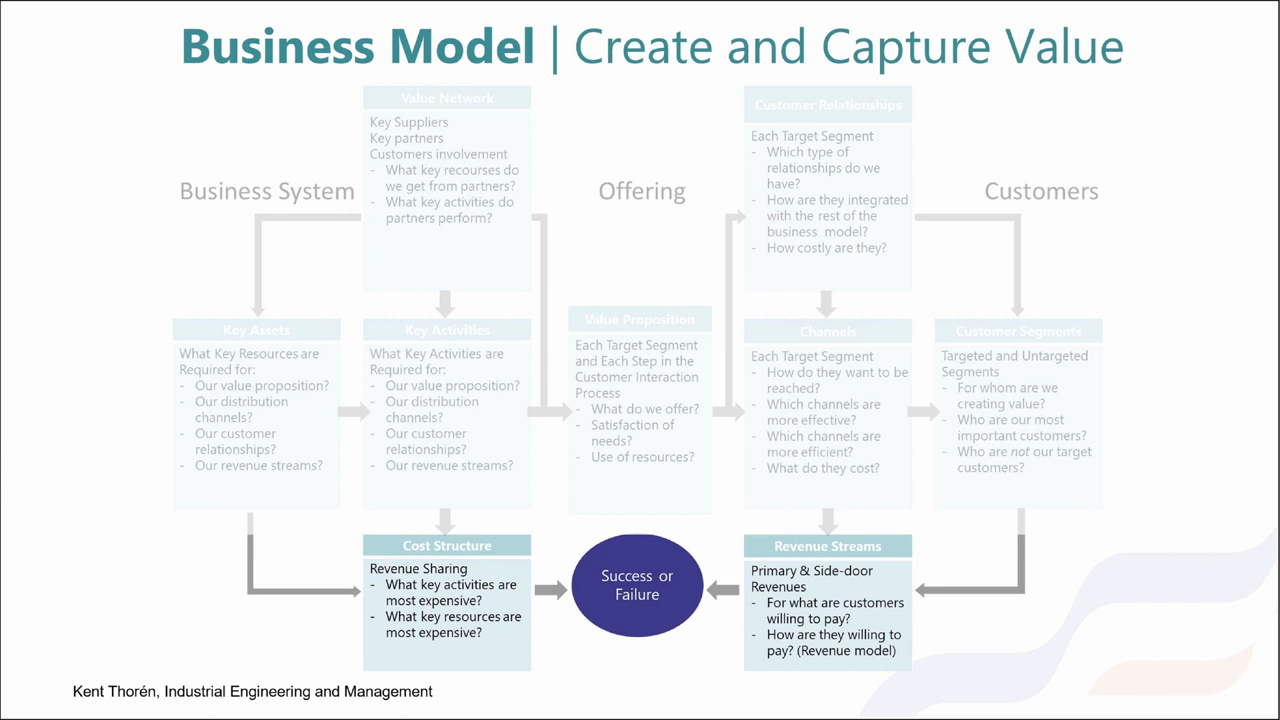 Business Model | Create and Capture Value
Business System
Offering
Customers
Value Network
Key Suppliers
Key partners
Customers involvement
- What key recourses do
we get from partners?
- What key activities do
partners perform?
Customer Relationships
Each Target Segment
- Which type of
relationships do we
have?
- How are they integrated
with the rest of the
business model?
- How costly are they?
Key Assets
What Key Resources are
Required for:
- Our value proposition?
- Our distribution
channels?
- Our customer
relationships?
- Our revenue streams?
Key Activities
What Key Activities are
Required for:
- Our value proposition?
- Our distribution
channels?
- Our customer
relationships?
- Our revenue streams?
Value Proposition
Each Target Segment
and Each Step in the
Customer Interaction
Process
- What do we offer?
- Satisfaction of
needs?
- Use of resources?
Channels
Each Target Segment
- How do they want to be
reached?
- Which channels are
more effective?
- Which channels are
more efficient?
- What do they cost?
Customer Segments
Targeted and Untargeted
Segments
- For whom are we
creating value?
- Who are our most
important customers?
- Who are not our target
customers?
Cost Structure
Revenue Sharing
- What key activities are
most expensive?
- What key resources are
most expensive?
Success or
Failure
Revenue Streams
Primary & Side-door
Revenues
- For what are customers
willing to pay?
- How are they willing to
pay? (Revenue model)
Kent Thorén, Industrial Engineering and Management